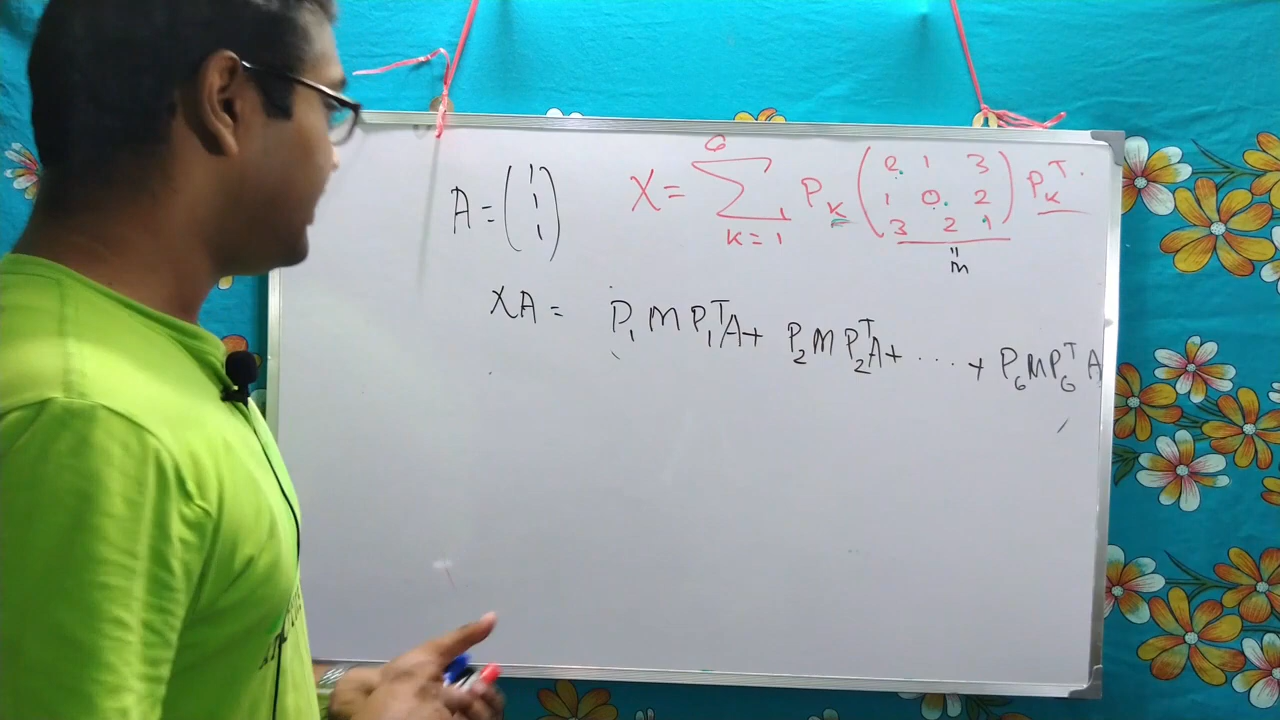 A = (1 1 1)
X = 6 ∑ k=1 P_k (2 1 3
1 0 2
3 2 1) P_k^T
" m
XA = P_1 M P_1^T A + P_2 M P_2^T A + .... + P_6 M P_6^T A